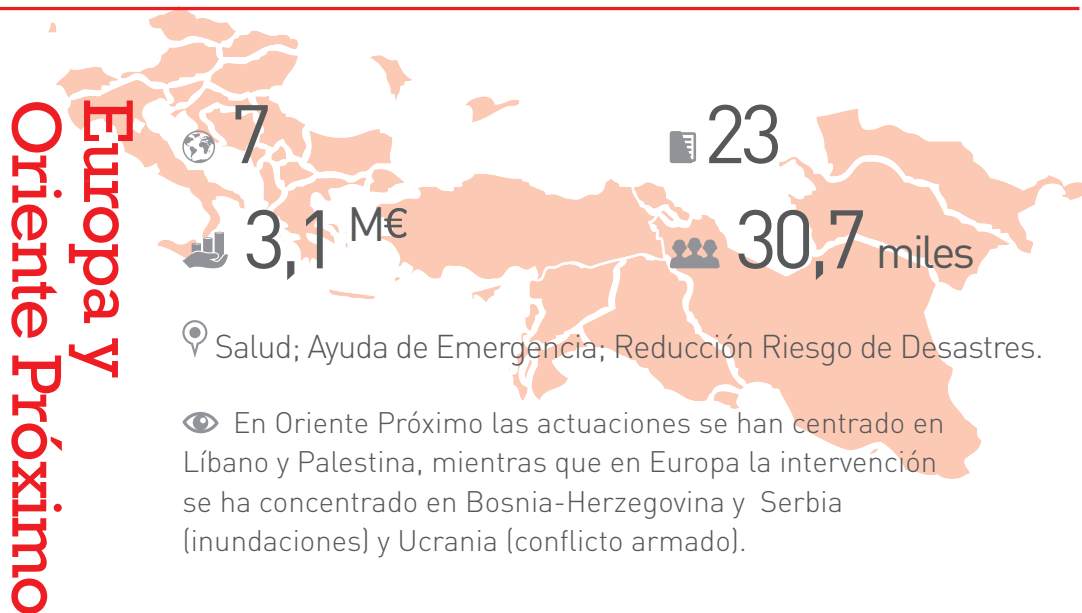 Europa y
Oriente Próximo
7
23
3,1 M€
30,7 miles
Salud; Ayuda de Emergencia; Reducción Riesgo de Desastres.
En Oriente Próximo las actuaciones se han centrado en
Líbano y Palestina, mientras que en Europa la intervención
se ha concentrado en Bosnia-Herzegovina y Serbia
(inundaciones) y Ucrania (conflicto armado).